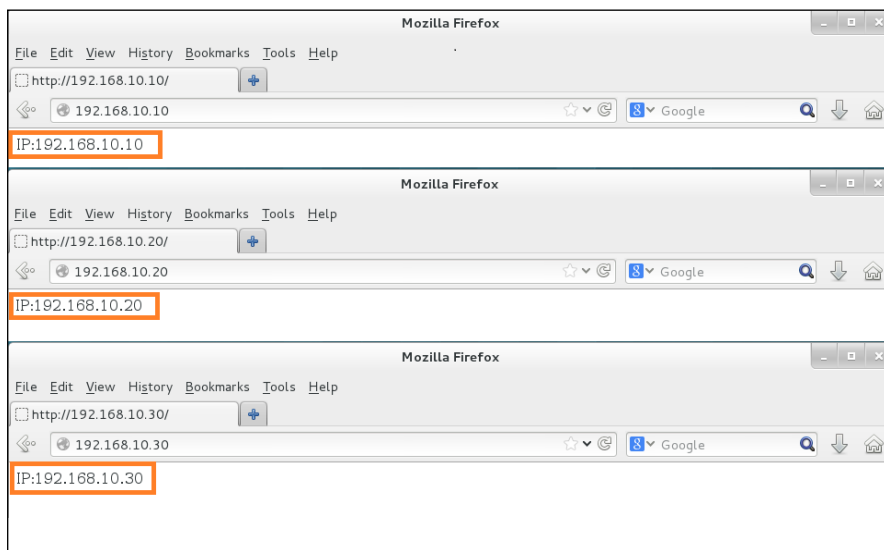 Mozilla Firefox
File Edit View History Bookmarks Tools Help
http://192.168.10.10/
192.168.10.10 8 Google
IP:192.168.10.10
Mozilla Firefox
File Edit View History Bookmarks Tools Help
http://192.168.10.20/
192.168.10.20 8 Google
IP:192.168.10.20
Mozilla Firefox
File Edit View History Bookmarks Tools Help
http://192.168.10.30/
192.168.10.30 8 Google
IP:192.168.10.30